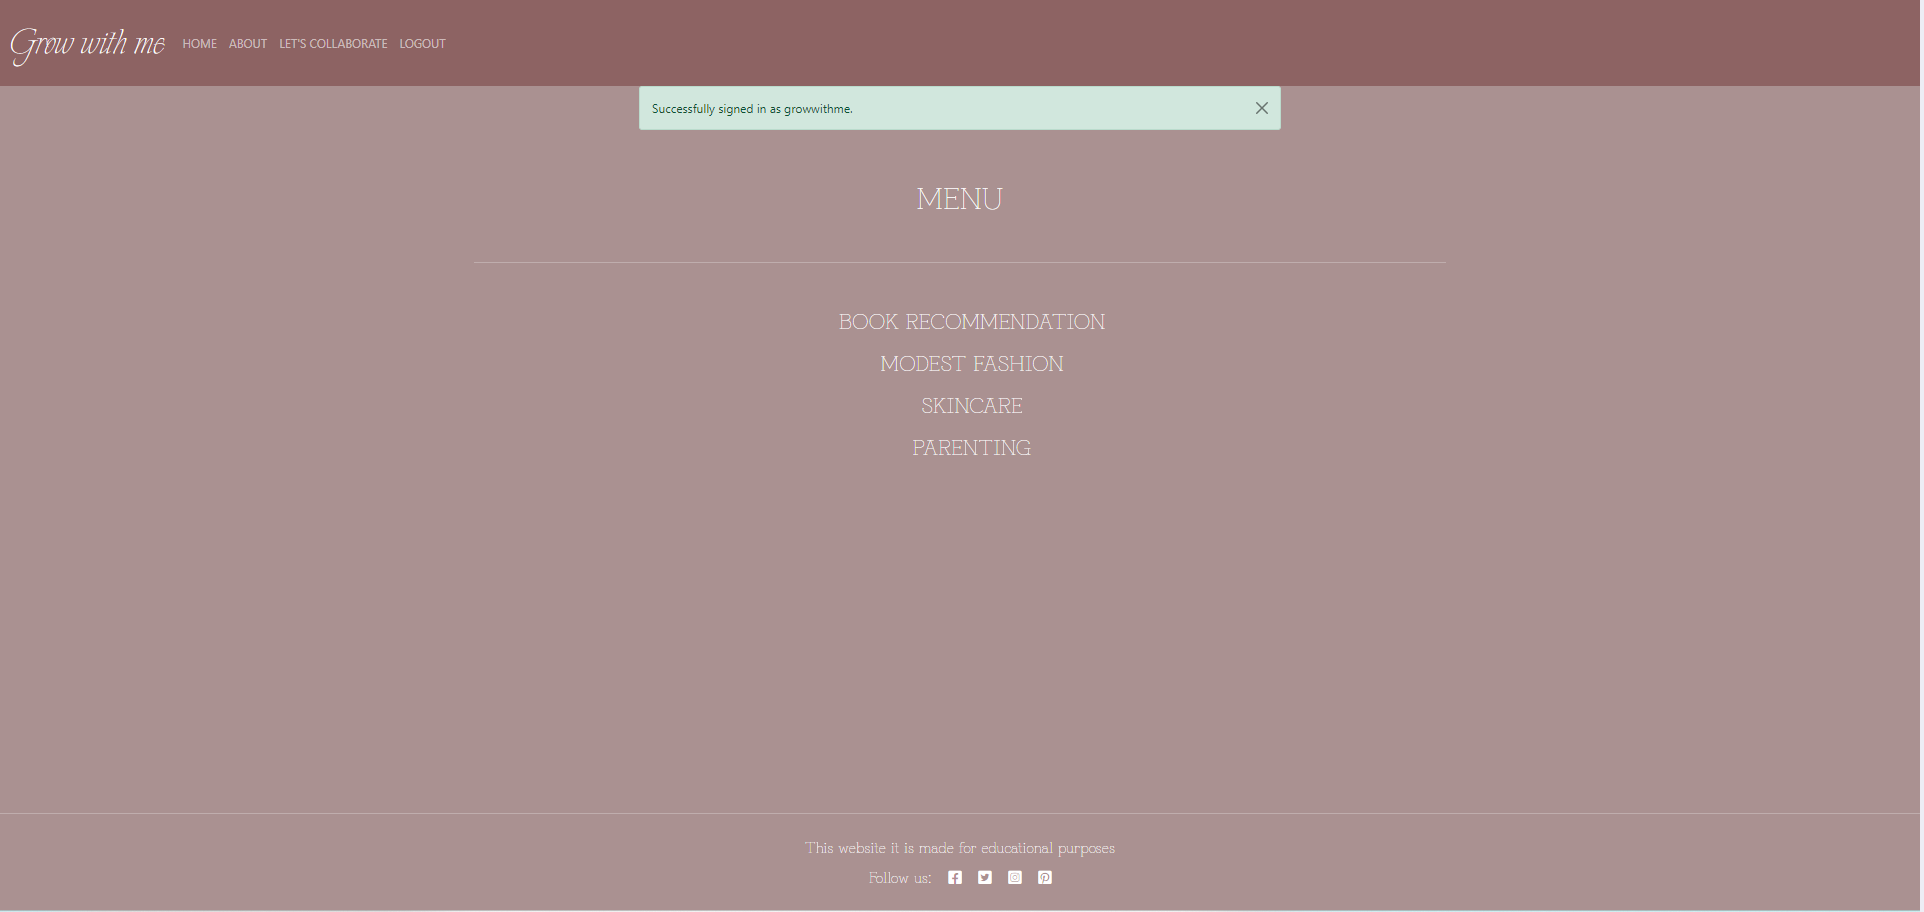 Grow with me HOME ABOUT LET'S COLLABORATE LOGOUT
Successfully signed in as growwithme.
MENU
BOOK RECOMMENDATION
MODEST FASHION
SKINCARE
PARENTING
This website it is made for educational purposes
Follow us: